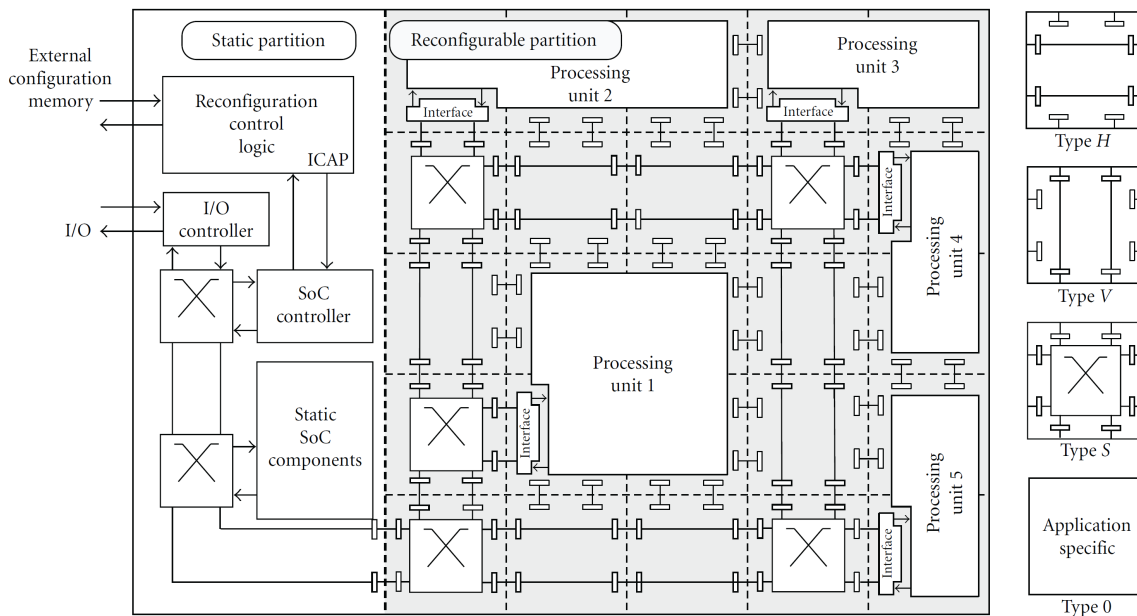 Static partition
Reconfigurable partition
External
configuration
memory
Reconfiguration
control
logic
ICAP
I/O
I/O
controller
SoC
controller
Static
SoC
components
Processing
unit 2
Interface
Processing
unit 3
Interface
Interface
Processing
unit 4
Processing
unit 1
Interface
Interface
Processing
unit 5
Type H
Type V
Type S
Application
specific
Type 0